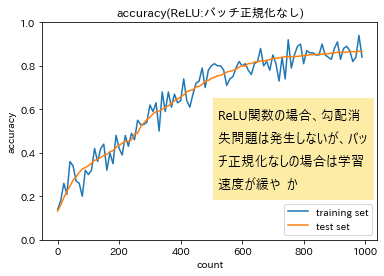 accuracy(ReLU:バッチ正規化なし)
1.0
0.8
0.6
0.4
0.2
0.0
accuracy
ReLU関数の場合、勾配消
失問題は発生しないが、バッ
チ正規化なしの場合は学習
速度が緩や か
training set
test set
0 200 400 600 800 1000
count